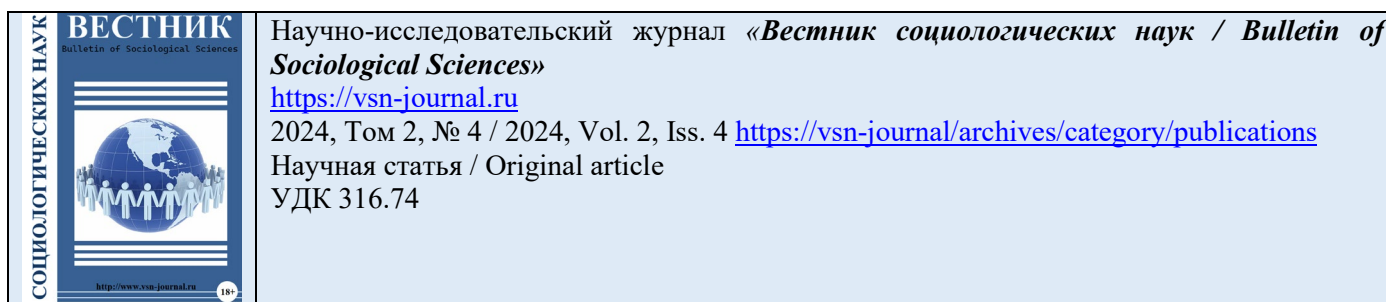 СОЦИОЛОГИЧЕСКИХ НАУК
ВЕСТНИК
Bulletin of Sociological Sciences
http://www.vsn-journal.ru
18+
Научно-исследовательский журнал «Вестник социологических наук / Bulletin of
Sociological Sciences»
https://vsn-journal.ru
2024, Том 2, № 4 / 2024, Vol. 2, Iss. 4 https://vsn-journal/archives/category/publications
Научная статья / Original article
УДК 316.74